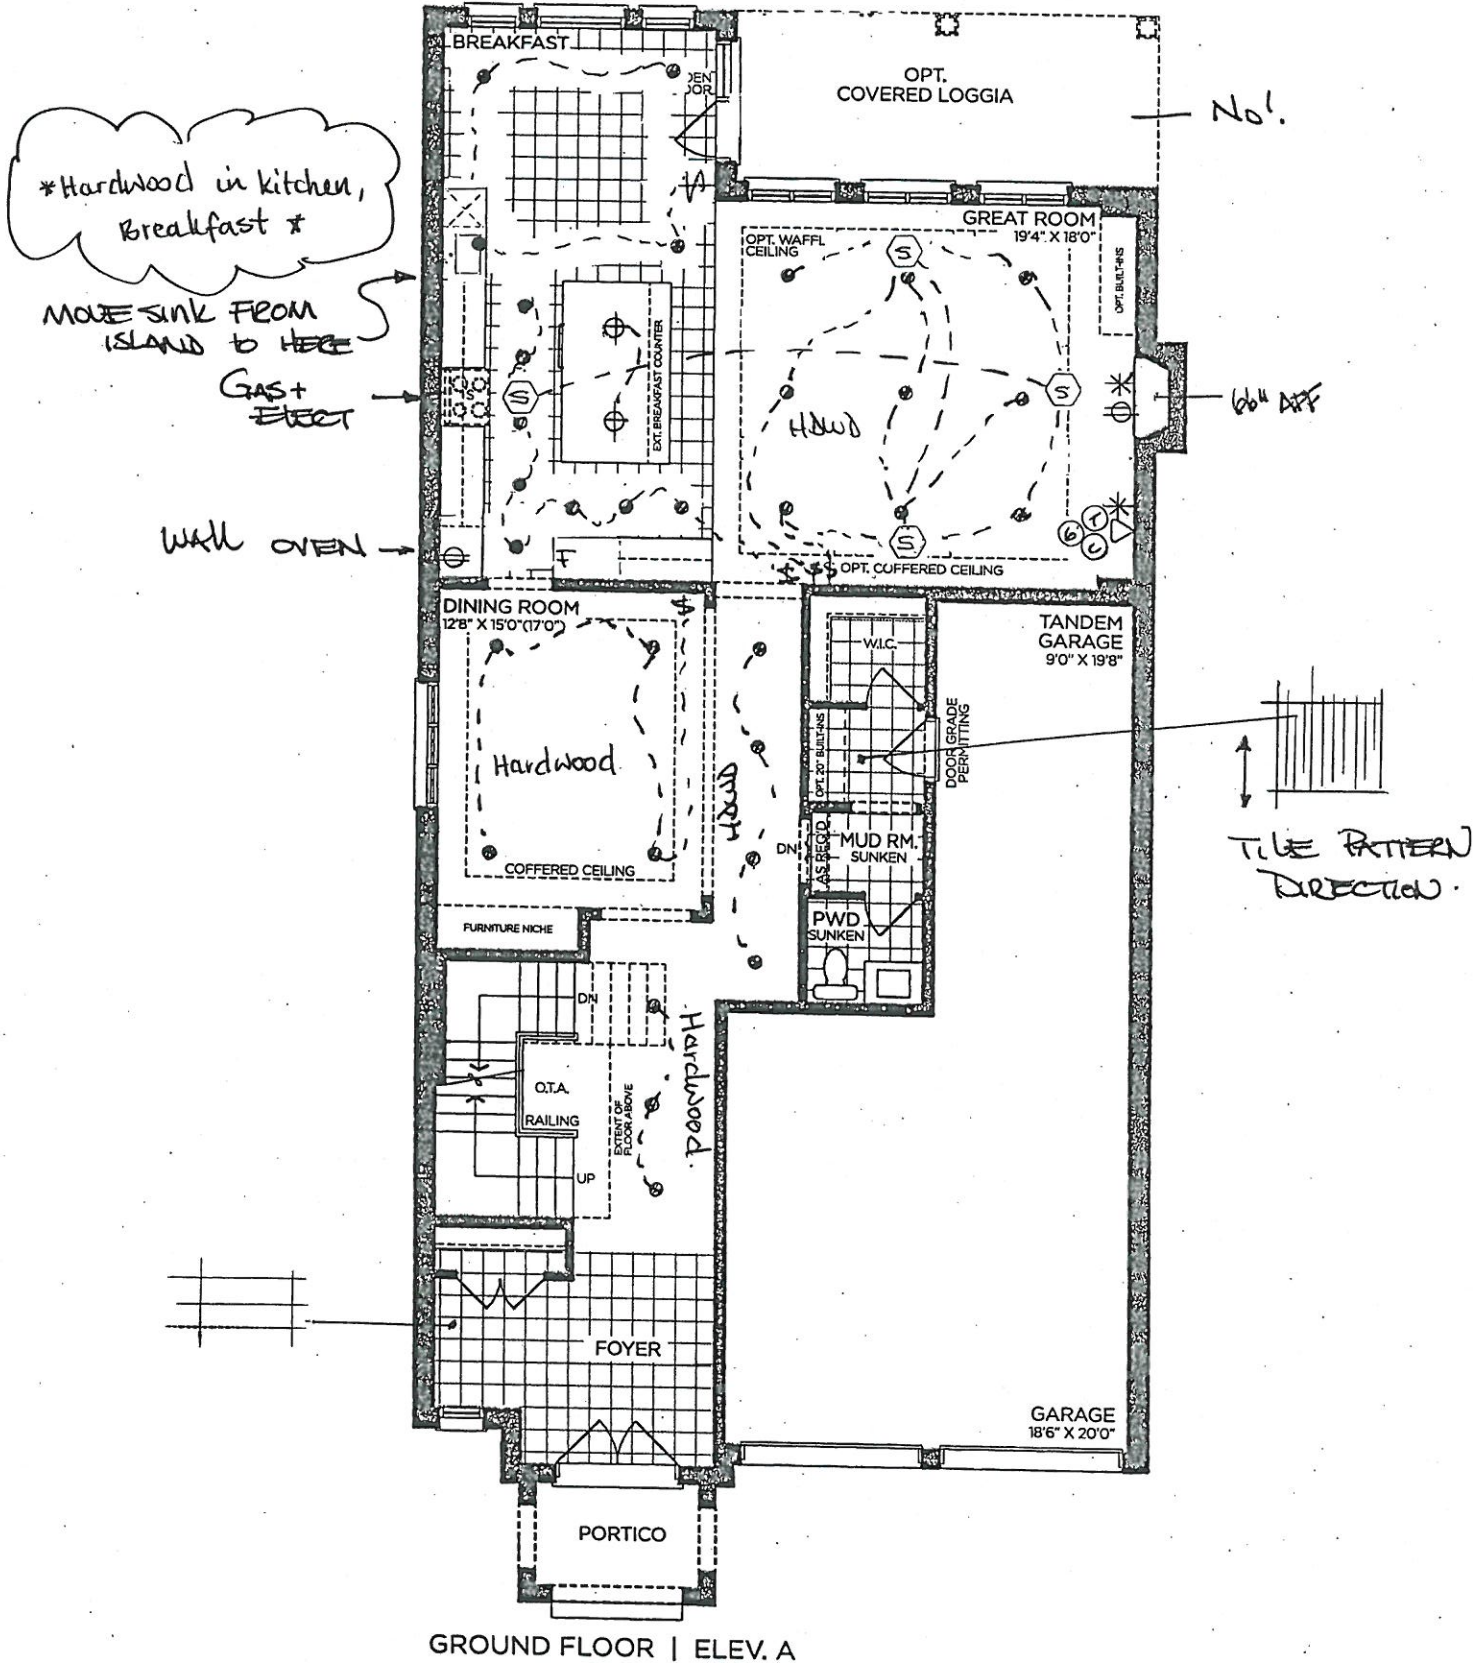 BREAKFAST
OPT.
COVERED LOGGIA
No!
*Hardwood in kitchen,
Breakfast *
GREAT ROOM
19'4" X 18'0"
OPT. WAFFL
CEILING
S
OPT. BUILT-INS
MOVE SINK FROM
ISLAND to HERE
GAS +
ELECT
S
S
EXT. BREAKFAST COUNTER
HDWD
S
66" AFF
WALL OVEN
F
6 T
C
S
$ $$
OPT. COFFERED CEILING
DINING ROOM
12'8" X 15'0"(17'0")
$
W.I.C.
TANDEM
GARAGE
9'0" X 19'8"
Hardwood
HDWD
OPT. 20" BUILT-INS
DOOR GRADE
PERMITTING
DN
AS REQ'D
MUD RM.
SUNKEN
TILE PATTERN
DIRECTION.
COFFERED CEILING
PWD
SUNKEN
FURNITURE NICHE
DN
Hardwood.
O.T.A.
RAILING
EXTENT OF
FLOOR ABOVE
UP
FOYER
GARAGE
18'6" X 20'0"
PORTICO
GROUND FLOOR | ELEV. A